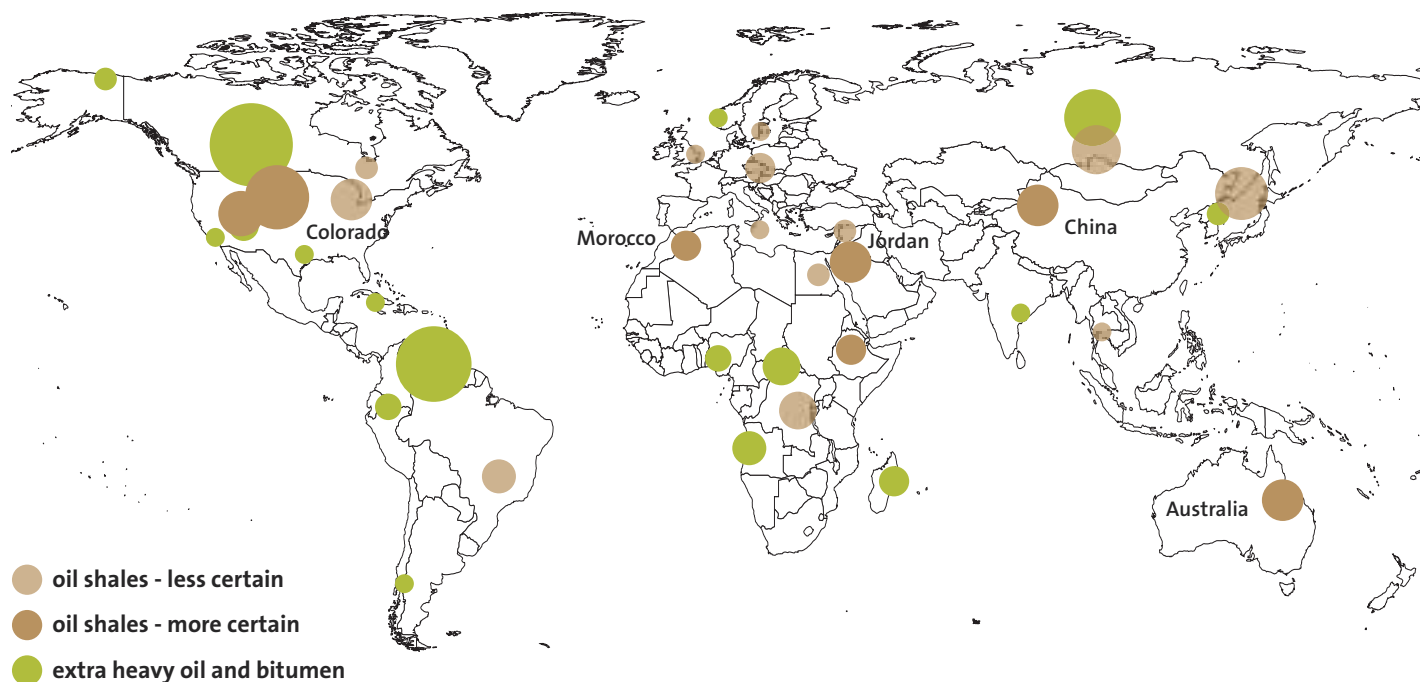 Colorado
Morocco
Jordan
China
Australia
oil shales - less certain
oil shales - more certain
extra heavy oil and bitumen